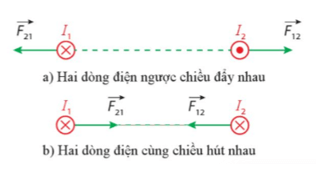 F₂₁ I₁ I₂ F₁₂
a) Hai dòng điện ngược chiều đẩy nhau
I₁ F₂₁ F₁₂ I₂
b) Hai dòng điện cùng chiều hút nhau